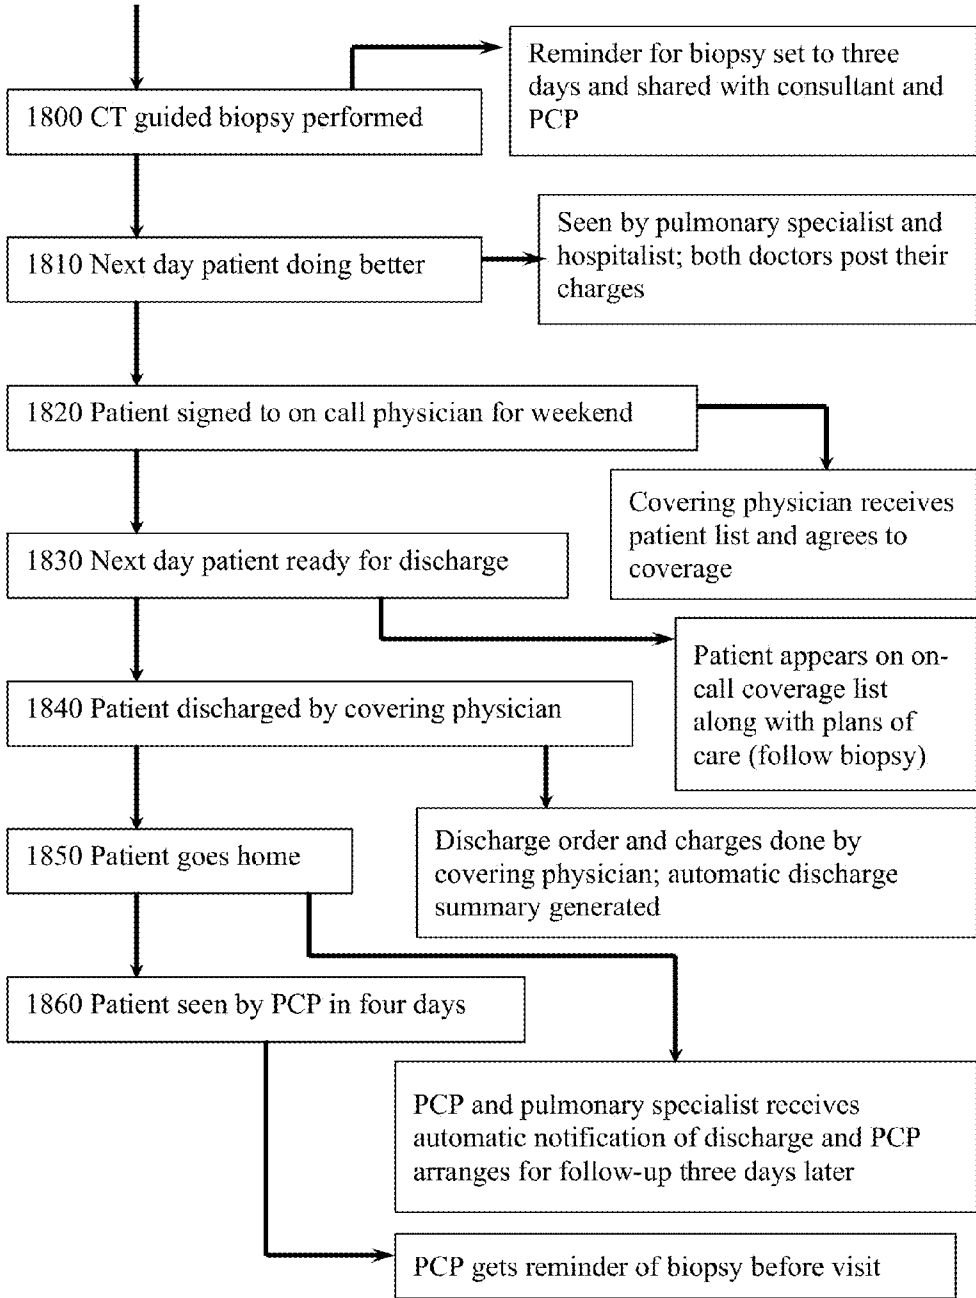 Reminder for biopsy set to three
days and shared with consultant and
PCP
1800 CT guided biopsy performed
Seen by pulmonary specialist and
hospitalist; both doctors post their
charges
1810 Next day patient doing better
1820 Patient signed to on call physician for weekend
Covering physician receives
patient list and agrees to
coverage
1830 Next day patient ready for discharge
Patient appears on on-
call coverage list
along with plans of
care (follow biopsy)
1840 Patient discharged by covering physician
Discharge order and charges done by
covering physician; automatic discharge
summary generated
1850 Patient goes home
1860 Patient seen by PCP in four days
PCP and pulmonary specialist receives
automatic notification of discharge and PCP
arranges for follow-up three days later
PCP gets reminder of biopsy before visit